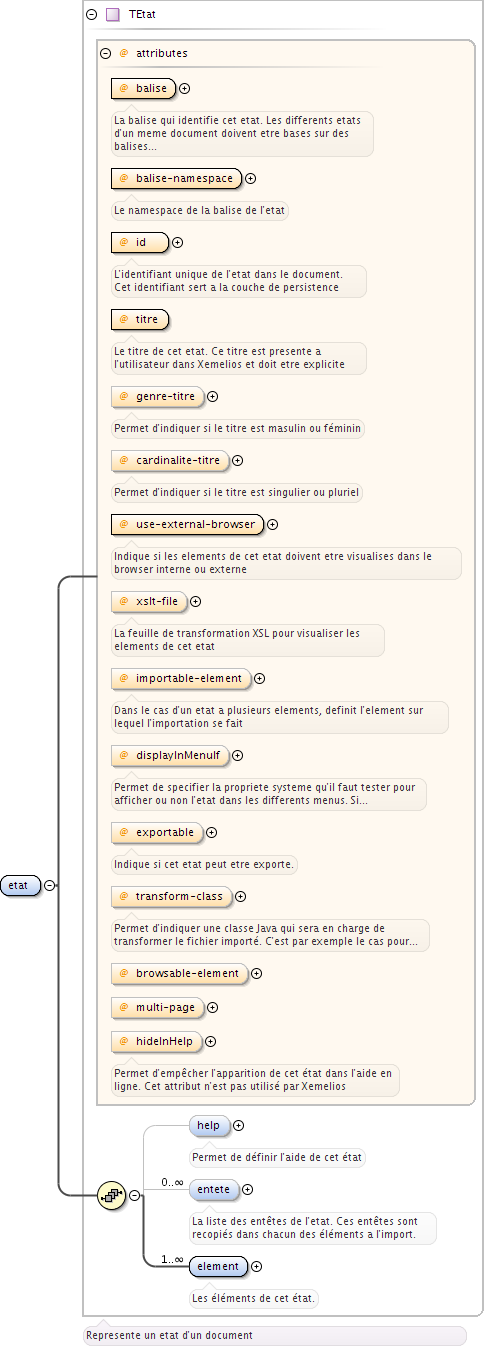 TEtat
@ attributes
@ balise
La balise qui identifie cet etat. Les differents etats
d'un meme document doivent etre bases sur des
balises...
@ balise-namespace
Le namespace de la balise de l'etat
@ id
L'identifiant unique de l'etat dans le document.
Cet identifiant sert a la couche de persistence
@ titre
Le titre de cet etat. Ce titre est presente a
l'utilisateur dans Xemelios et doit etre explicite
@ genre-titre
Permet d'indiquer si le titre est masulin ou féminin
@ cardinalite-titre
Permet d'indiquer si le titre est singulier ou pluriel
@ use-external-browser
Indique si les elements de cet etat doivent etre visualises dans le
browser interne ou externe
@ xslt-file
La feuille de transformation XSL pour visualiser les
elements de cet etat
@ importable-element
Dans le cas d'un etat a plusieurs elements, definit l'element sur
lequel l'importation se fait
@ displayInMenuIf
Permet de specifier la propriete systeme qu'il faut tester pour
afficher ou non l'etat dans les differents menus. Si...
@ exportable
Indique si cet etat peut etre exporte.
@ transform-class
Permet d'indiquer une classe Java qui sera en charge de
transformer le fichier importé. C'est par exemple le cas pour...
etat
@ browsable-element
@ multi-page
@ hideInHelp
Permet d'empêcher l'apparition de cet état dans l'aide en
ligne. Cet attribut n'est pas utilisé par Xemelios
help
Permet de définir l'aide de cet état
0..∞
entete
La liste des entêtes de l'etat. Ces entêtes sont
recopiés dans chacun des éléments a l'import.
1..∞
element
Les éléments de cet état.
Represente un etat d'un document